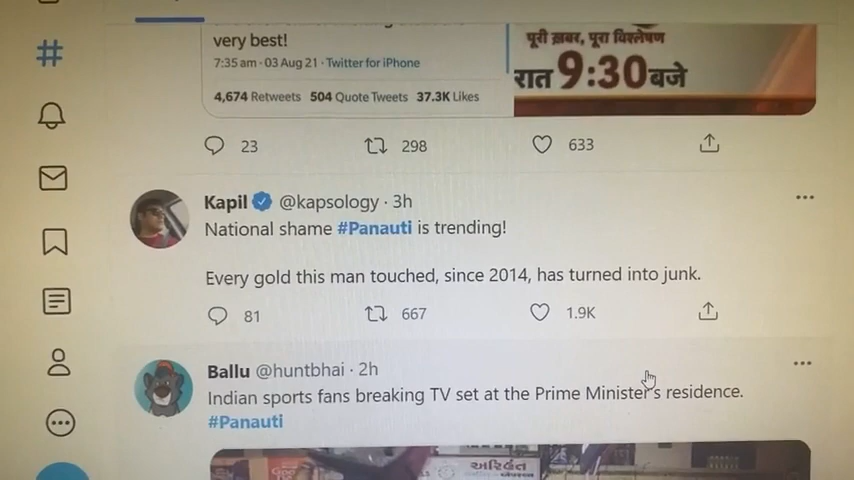 very best!
7:35 am · 03 Aug 21 · Twitter for iPhone
4,674 Retweets 504 Quote Tweets 37.3K Likes
पूरी ख़बर, पूरा विश्लेषण
रात 9:30 बजे
23 298 633
Kapil @kapsology · 3h
National shame #Panauti is trending!
Every gold this man touched, since 2014, has turned into junk.
81 667 1.9K
Ballu @huntbhai · 2h
Indian sports fans breaking TV set at the Prime Minister's residence.
#Panauti
અરિહંત